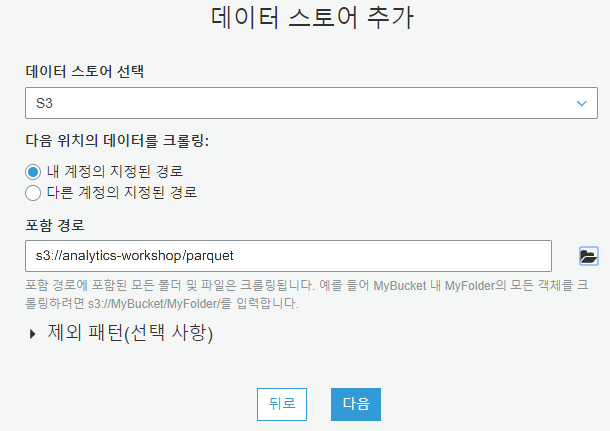 데이터 스토어 추가
데이터 스토어 선택
S3
다음 위치의 데이터를 크롤링:
내 계정의 지정된 경로
다른 계정의 지정된 경로
포함 경로
s3://analytics-workshop/parquet
포함 경로에 포함된 모든 폴더 및 파일은 크롤링됩니다. 예를 들어 MyBucket 내 MyFolder의 모든 객체를 크
롤링하려면 s3://MyBucket/MyFolder/를 입력합니다.
제외 패턴(선택 사항)
뒤로 다음